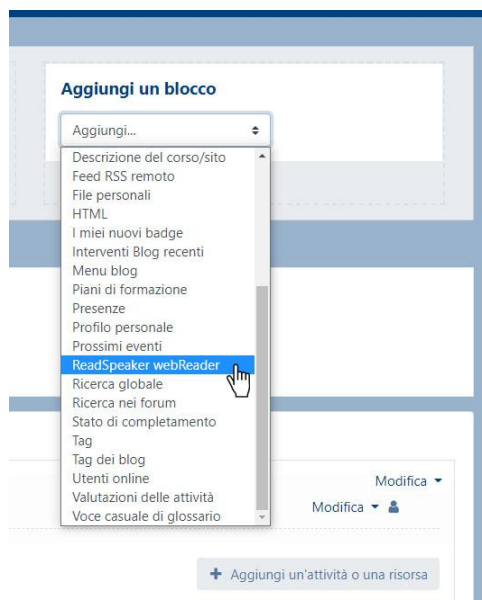 Aggiungi un blocco
Aggiungi...
Descrizione del corso/sito
Feed RSS remoto
File personali
HTML
I miei nuovi badge
Interventi Blog recenti
Menu blog
Piani di formazione
Presenze
Profilo personale
Prossimi eventi
ReadSpeaker webReader
Ricerca globale
Ricerca nei forum
Stato di completamento
Tag
Tag dei blog
Utenti online
Valutazioni delle attività
Voce casuale di glossario
Modifica
Modifica
+ Aggiungi un'attività o una risorsa